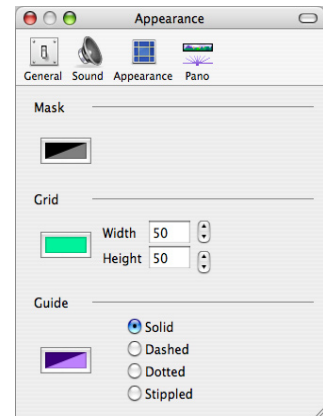 Appearance
General Sound Appearance Pano
Mask
Grid
Width 50
Height 50
Guide
Solid
Dashed
Dotted
Stippled